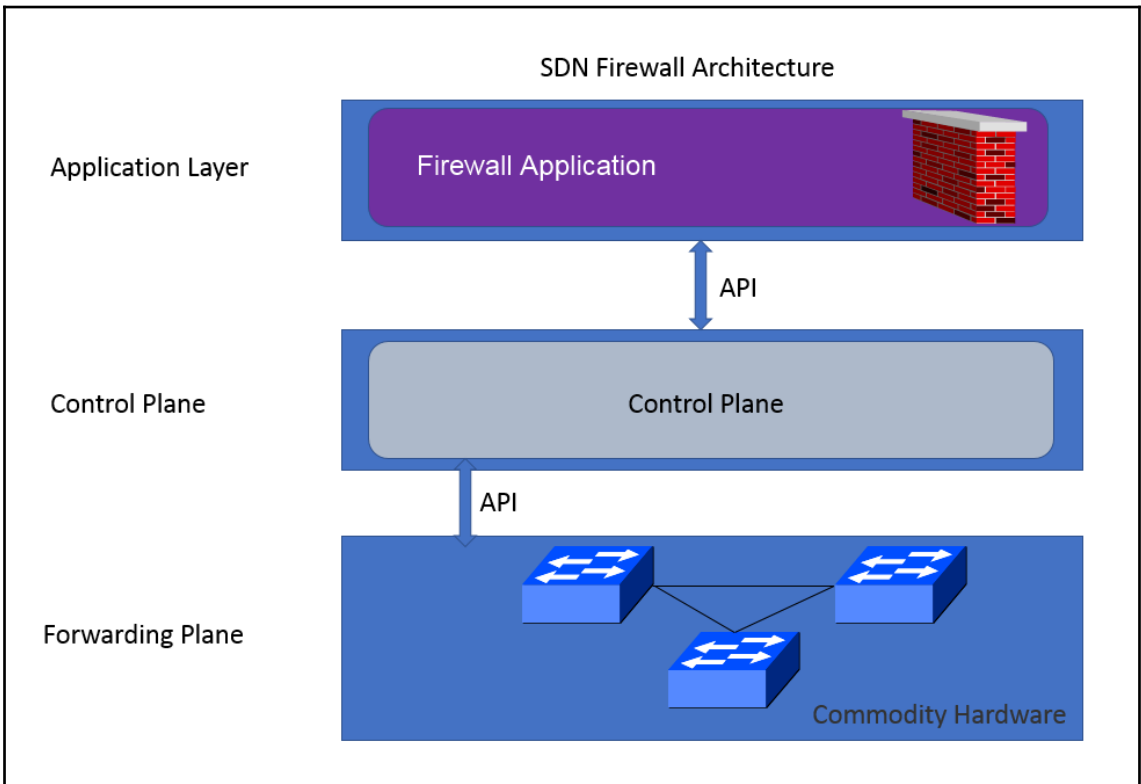 SDN Firewall Architecture
Application Layer
Firewall Application
API
Control Plane
Control Plane
API
Forwarding Plane
Commodity Hardware